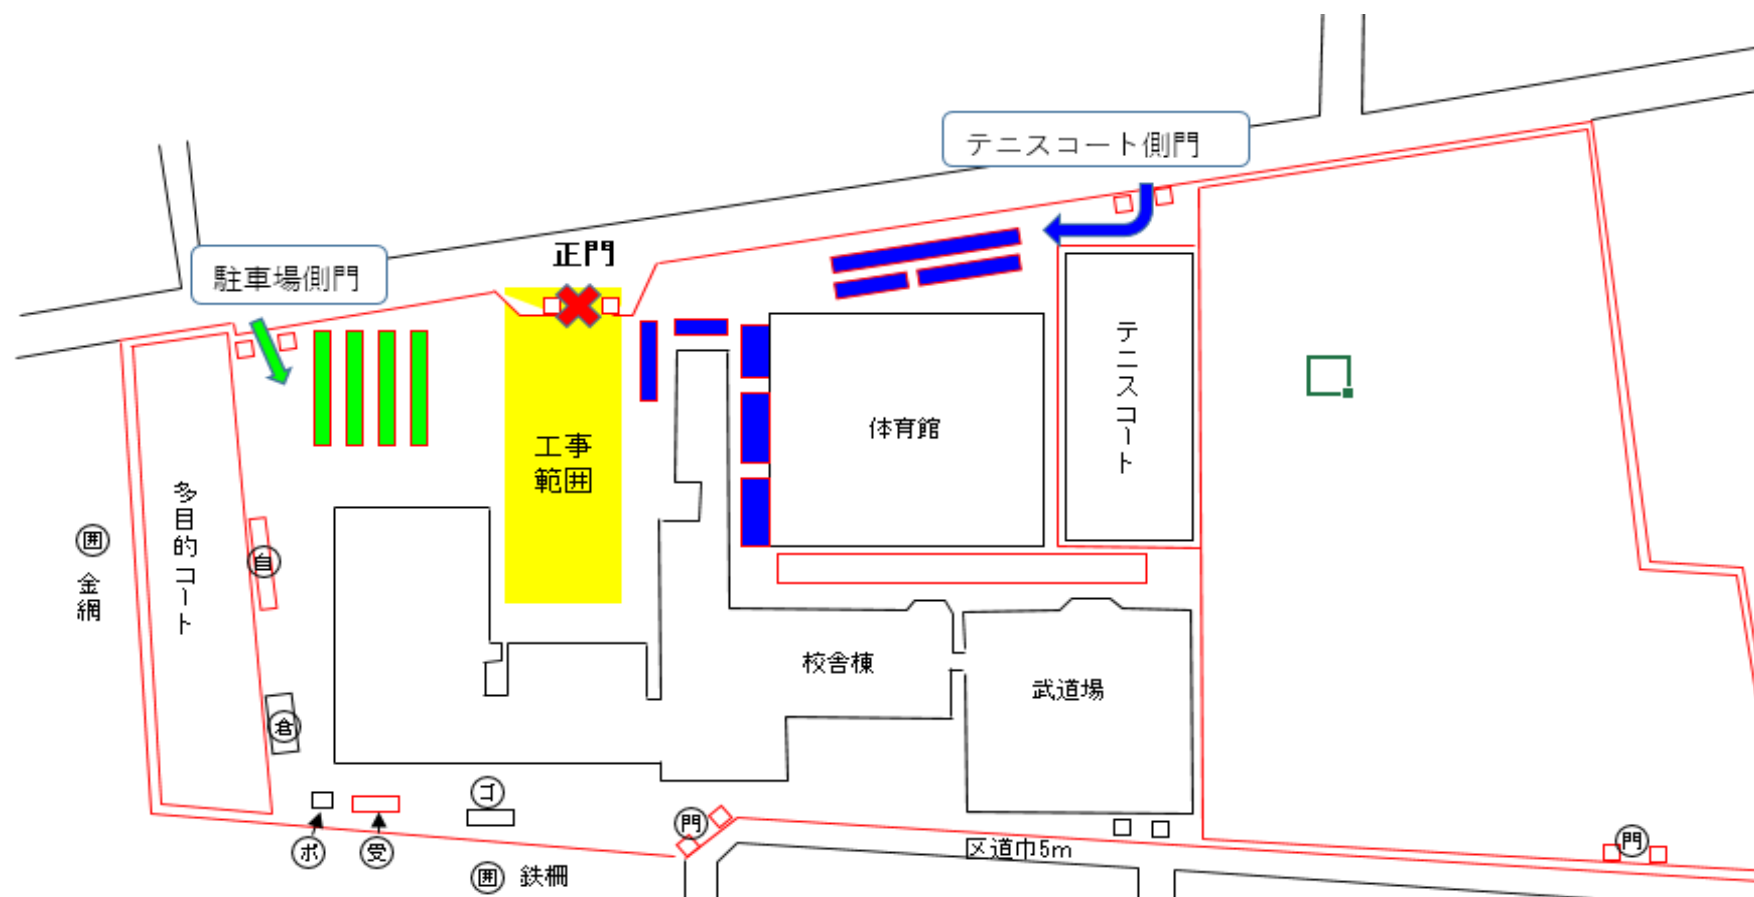 テニスコート側門
正門
駐車場側門
工事
範囲
体育館
テニスコート
多目的コート
囲
金網
自
倉
校舎棟
武道場
ゴ
門
ポ
受
区道巾5m
門
囲 鉄柵